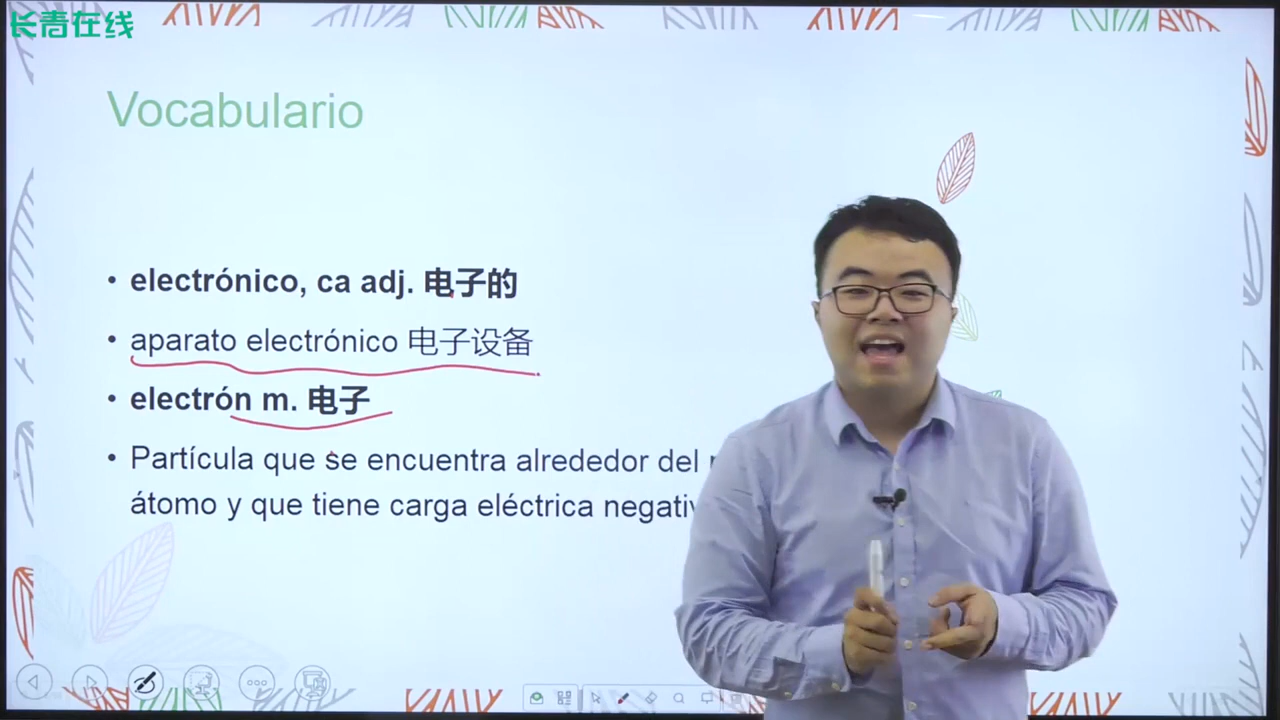 长青在线
Vocabulario
• electrónico, ca adj. 电子的
• aparato electrónico 电子设备
• electrón m. 电子
• Partícula que se encuentra alrededor del
átomo y que tiene carga eléctrica